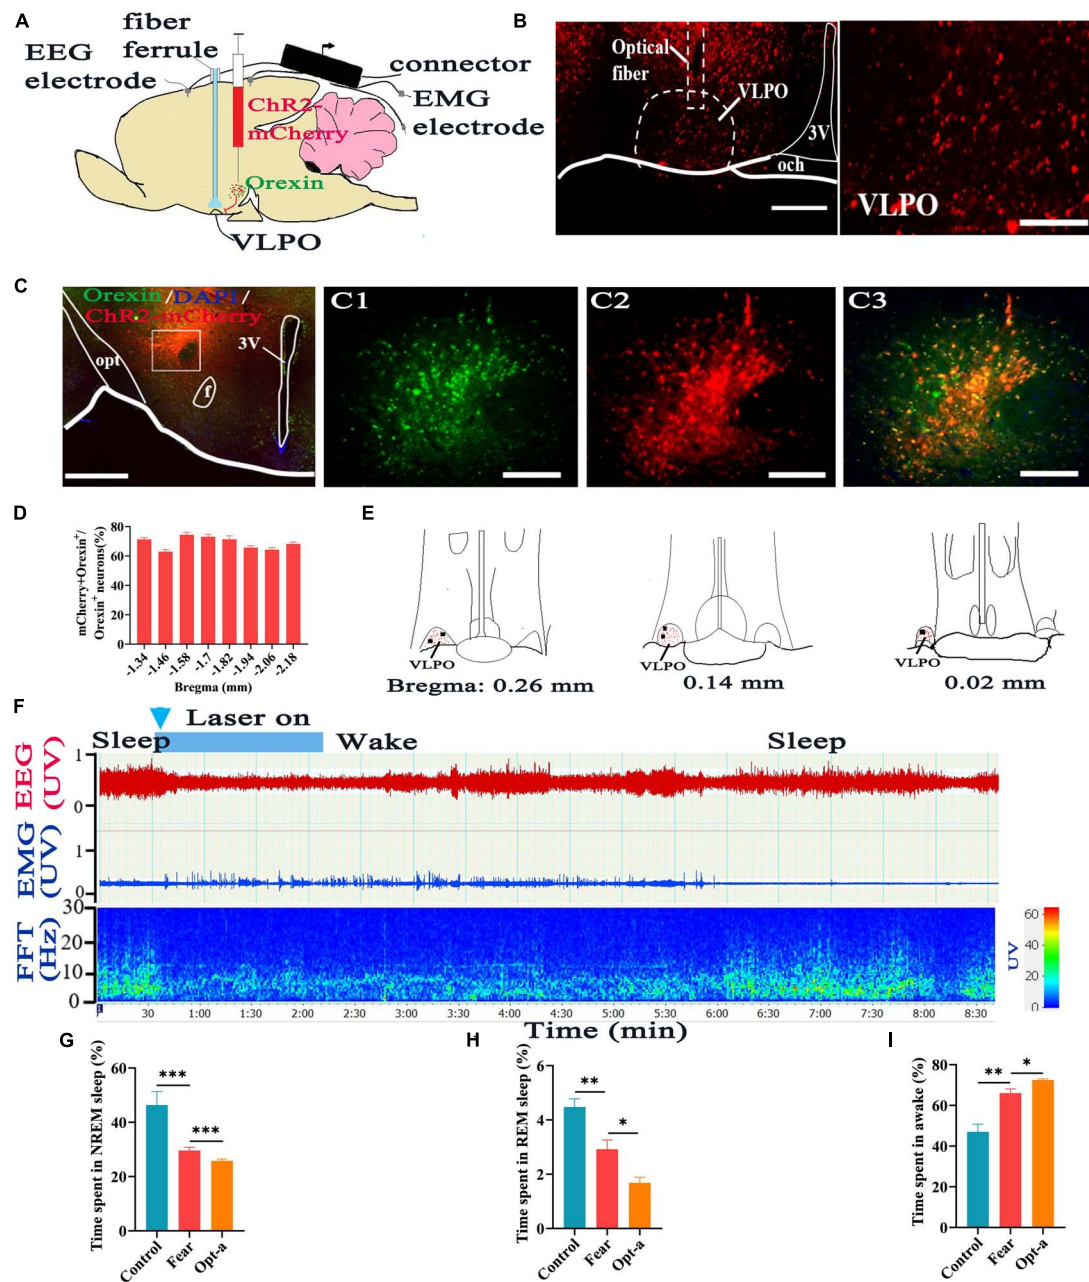 A
fiber
ferrule
EEG
electrode
connector
EMG
electrode
ChR2-
mCherry
Orexin
VLPO
B
Optical
fiber
VLPO
3V
och
VLPO
C
Orexin/DAPI/
ChR2-mCherry
opt
3V
f
C1
C2
C3
D
mCherry+Orexin+/
Orexin+ neurons(%)
80
60
40
20
0
-1.34 -1.46 -1.58 -1.7 -1.82 -1.94 -2.06 -2.18
Bregma (mm)
E
VLPO
VLPO
VLPO
Bregma: 0.26 mm
0.14 mm
0.02 mm
F
Laser on
Sleep
Wake
Sleep
EEG
(UV)
1
0
EMG
(UV)
1
0
FFT
(Hz)
30
20
10
0
60
40
20
0
UV
30 1:00 1:30 2:00 2:30 3:00 3:30 4:00 4:30 5:00 5:30 6:00 6:30 7:00 7:30 8:00 8:30
Time (min)
G
Time spent in NREM sleep (%)
60
40
20
0
***
***
Control Fear Opt-a
H
Time spent in REM sleep (%)
6
4
2
0
**
*
Control Fear Opt-a
I
Time spent in awake (%)
80
60
40
20
0
**
*
Control Fear Opt-a